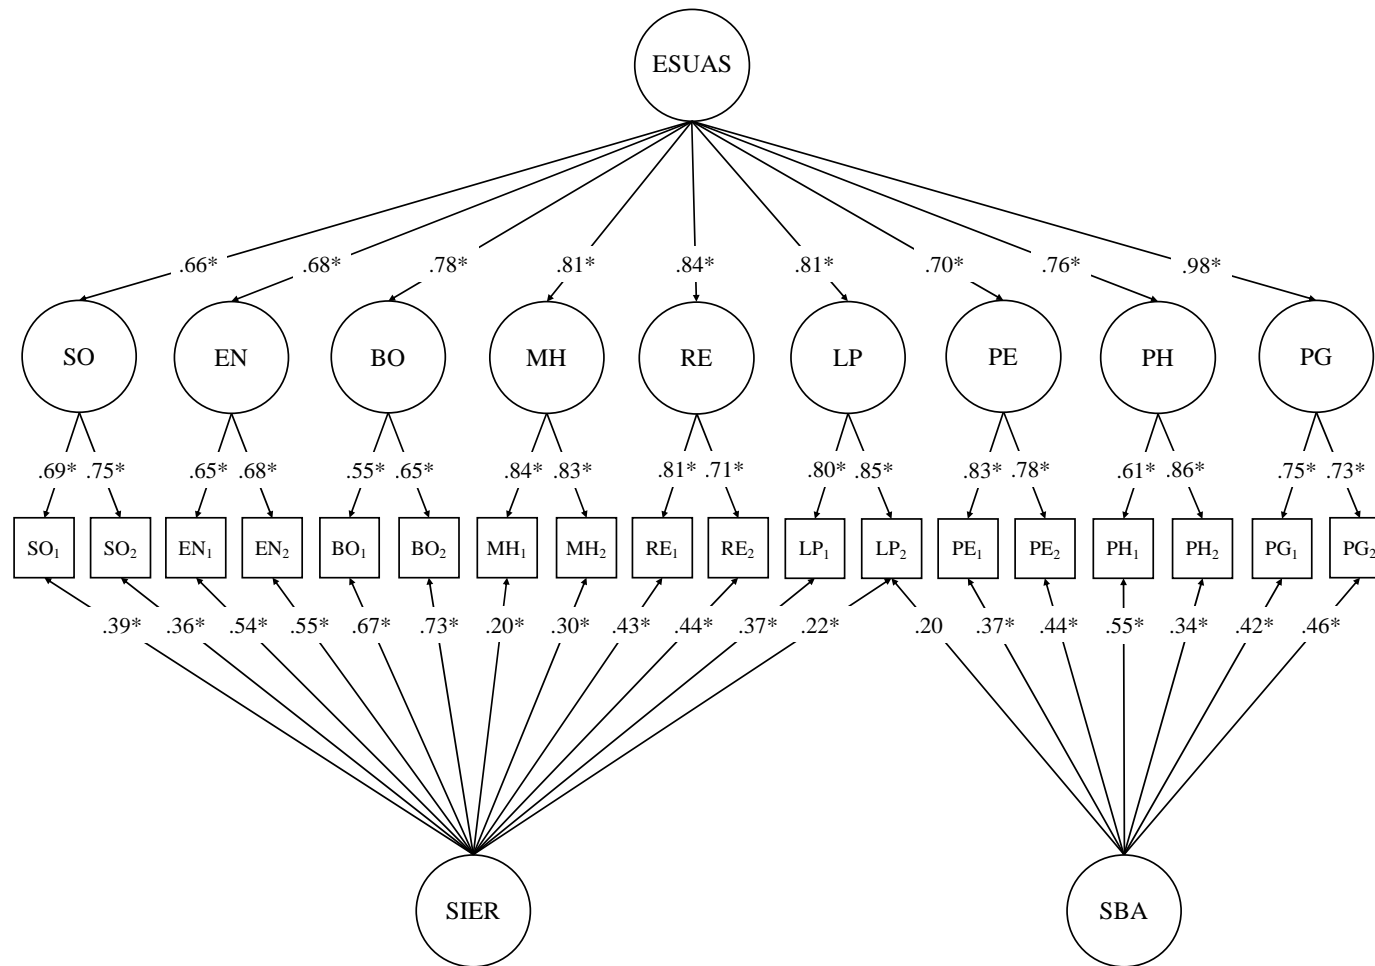 ESUAS
.66* .68* .78* .81* .84* .81* .70* .76* .98*
SO EN BO MH RE LP PE PH PG
.69* .75* .65* .68* .55* .65* .84* .83* .81* .71* .80* .85* .83* .78* .61* .86* .75* .73*
SO₁ SO₂ EN₁ EN₂ BO₁ BO₂ MH₁ MH₂ RE₁ RE₂ LP₁ LP₂ PE₁ PE₂ PH₁ PH₂ PG₁ PG₂
.39* .36* .54* .55* .67* .73* .20* .30* .43* .44* .37* .22* .20 .37* .44* .55* .34* .42* .46*
SIER SBA